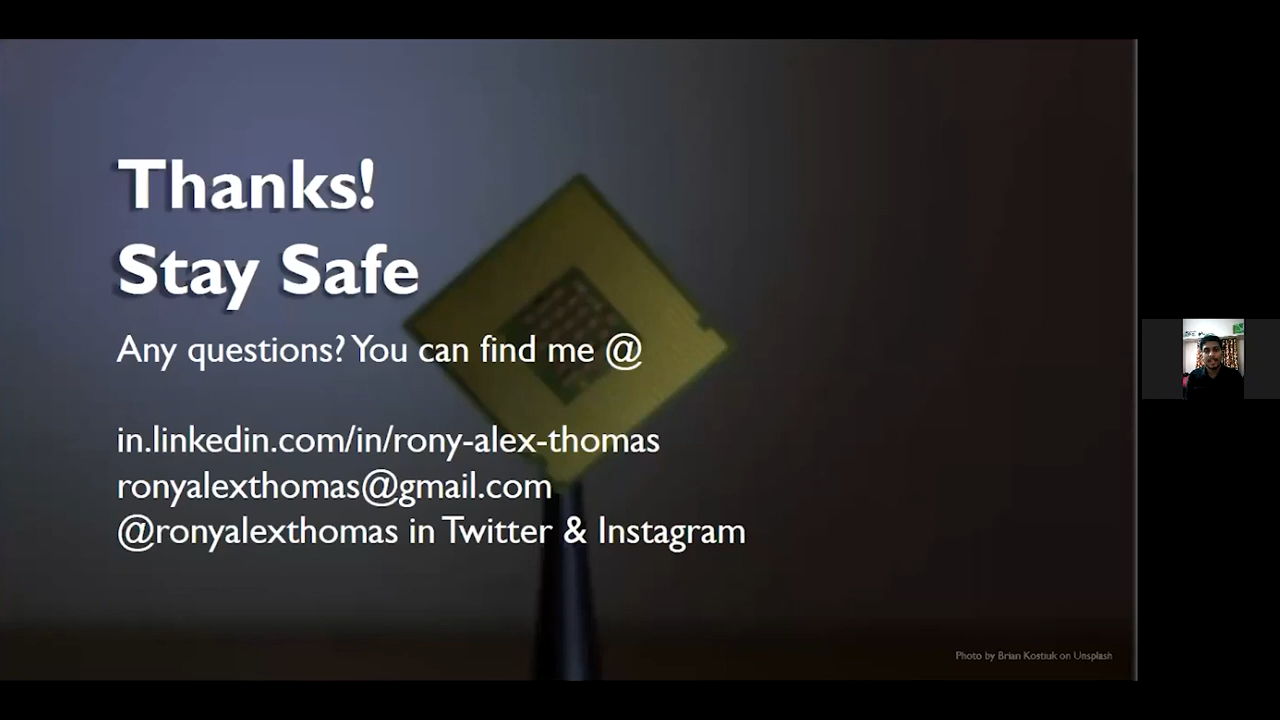 Thanks!
Stay Safe
Any questions? You can find me @
in.linkedin.com/in/rony-alex-thomas
ronyalexthomas@gmail.com
@ronyalexthomas in Twitter & Instagram
Photo by Brian Kostiuk on Unsplash